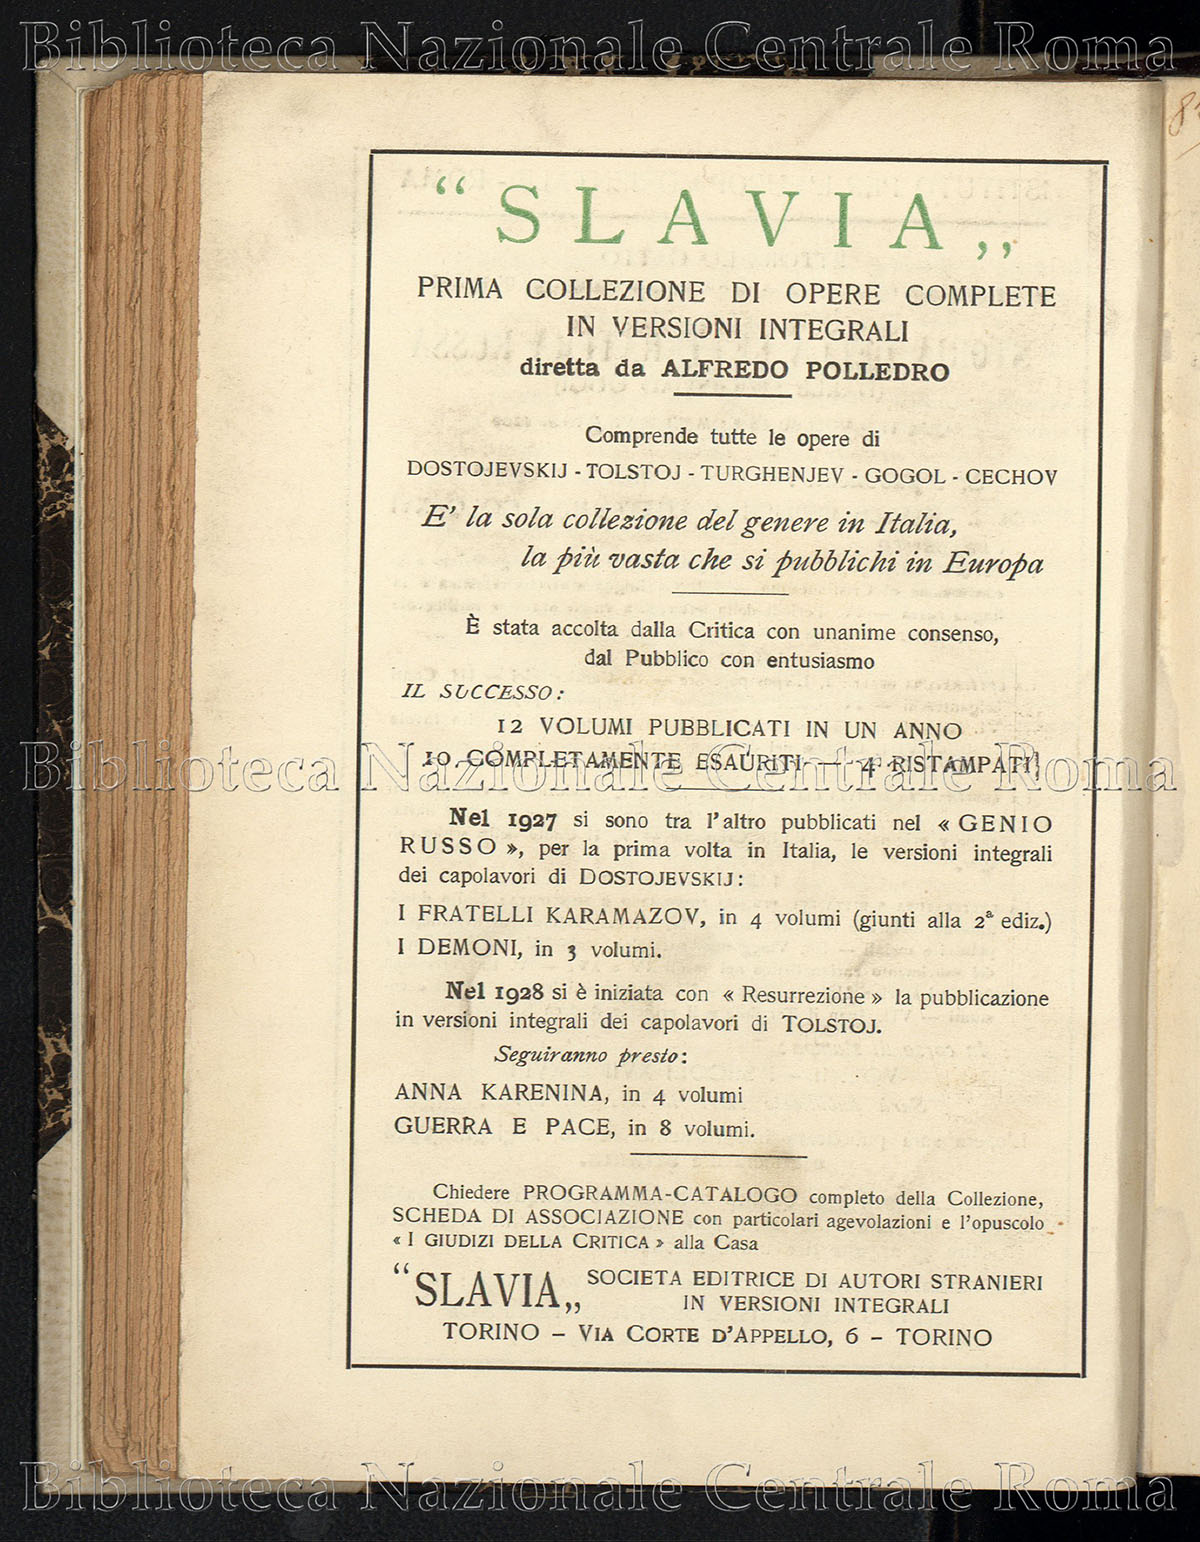 Biblioteca Nazionale Centrale Roma
“SLAVIA„
PRIMA COLLEZIONE DI OPERE COMPLETE
IN VERSIONI INTEGRALI
diretta da ALFREDO POLLEDRO
Comprende tutte le opere di
DOSTOJEVSKIJ - TOLSTOJ - TURGHENJEV - GOGOL - CECHOV
E' la sola collezione del genere in Italia,
la più vasta che si pubblichi in Europa
È stata accolta dalla Critica con unanime consenso,
dal Pubblico con entusiasmo
IL SUCCESSO:
12 VOLUMI PUBBLICATI IN UN ANNO
10 COMPLETAMENTE ESAURITI — 4 RISTAMPATI
Biblioteca Nazionale Centrale Roma
Nel 1927 si sono tra l'altro pubblicati nel « GENIO
RUSSO », per la prima volta in Italia, le versioni integrali
dei capolavori di DOSTOJEVSKIJ:
I FRATELLI KARAMAZOV, in 4 volumi (giunti alla 2ª ediz.)
I DEMONI, in 3 volumi.
Nel 1928 si è iniziata con « Resurrezione » la pubblicazione
in versioni integrali dei capolavori di TOLSTOJ.
Seguiranno presto:
ANNA KARENINA, in 4 volumi
GUERRA E PACE, in 8 volumi.
Chiedere PROGRAMMA-CATALOGO completo della Collezione,
SCHEDA DI ASSOCIAZIONE con particolari agevolazioni e l'opuscolo
« I GIUDIZI DELLA CRITICA » alla Casa
“SLAVIA„ SOCIETA EDITRICE DI AUTORI STRANIERI
IN VERSIONI INTEGRALI
TORINO – VIA CORTE D'APPELLO, 6 – TORINO
Biblioteca Nazionale Centrale Roma